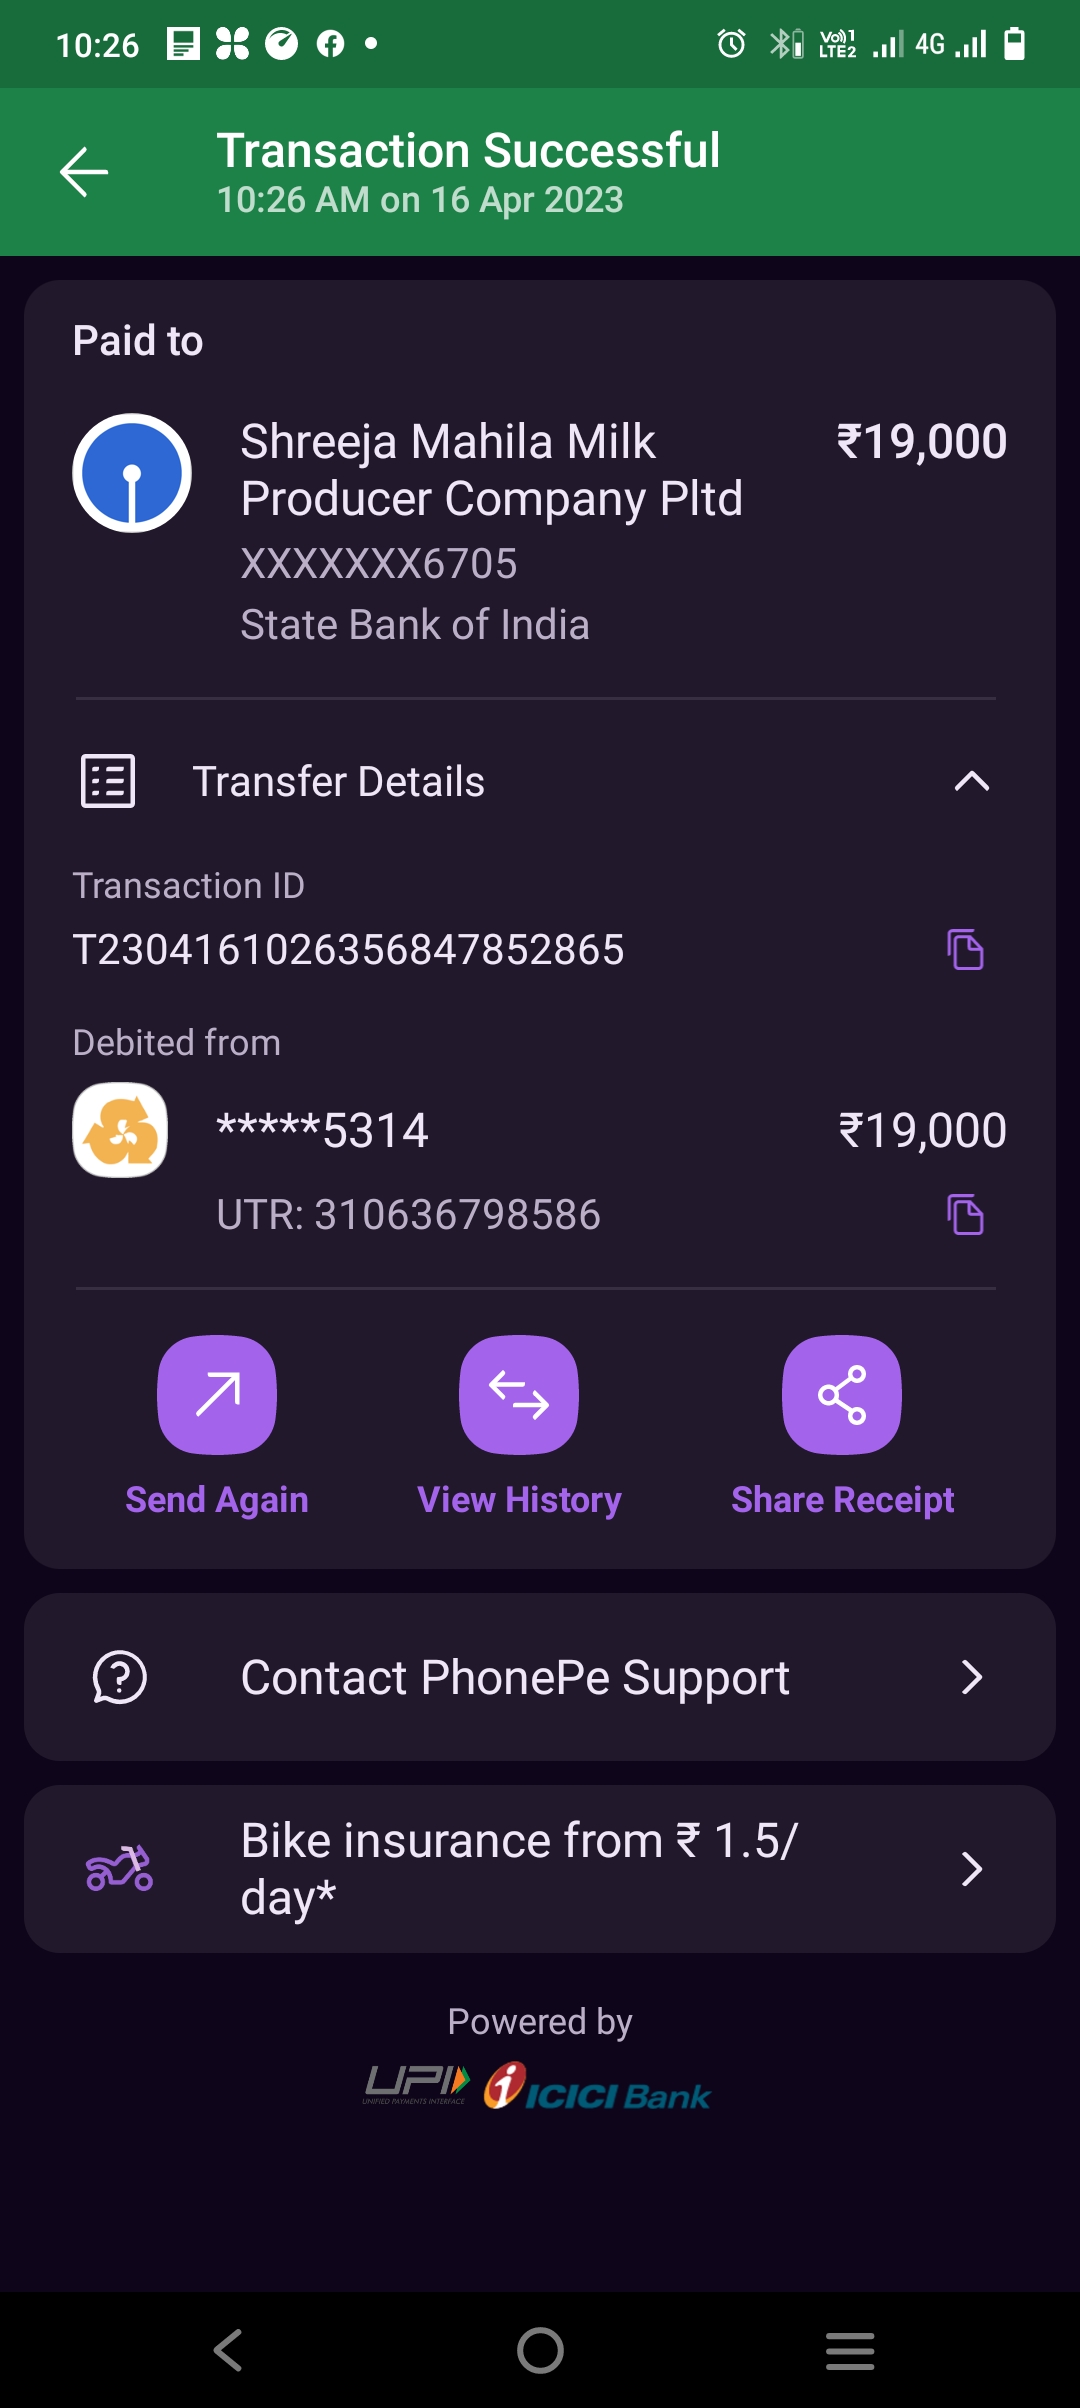 10:26
Vo))1
LTE2
4G
Transaction Successful
10:26 AM on 16 Apr 2023
Paid to
Shreeja Mahila Milk ₹19,000
Producer Company Pltd
XXXXXXX6705
State Bank of India
Transfer Details
Transaction ID
T2304161026356847852865
Debited from
*****5314 ₹19,000
UTR: 310636798586
Send Again View History Share Receipt
Contact PhonePe Support
Bike insurance from ₹ 1.5/
day*
Powered by
UPI ICICI Bank
UNIFIED PAYMENTS INTERFACE